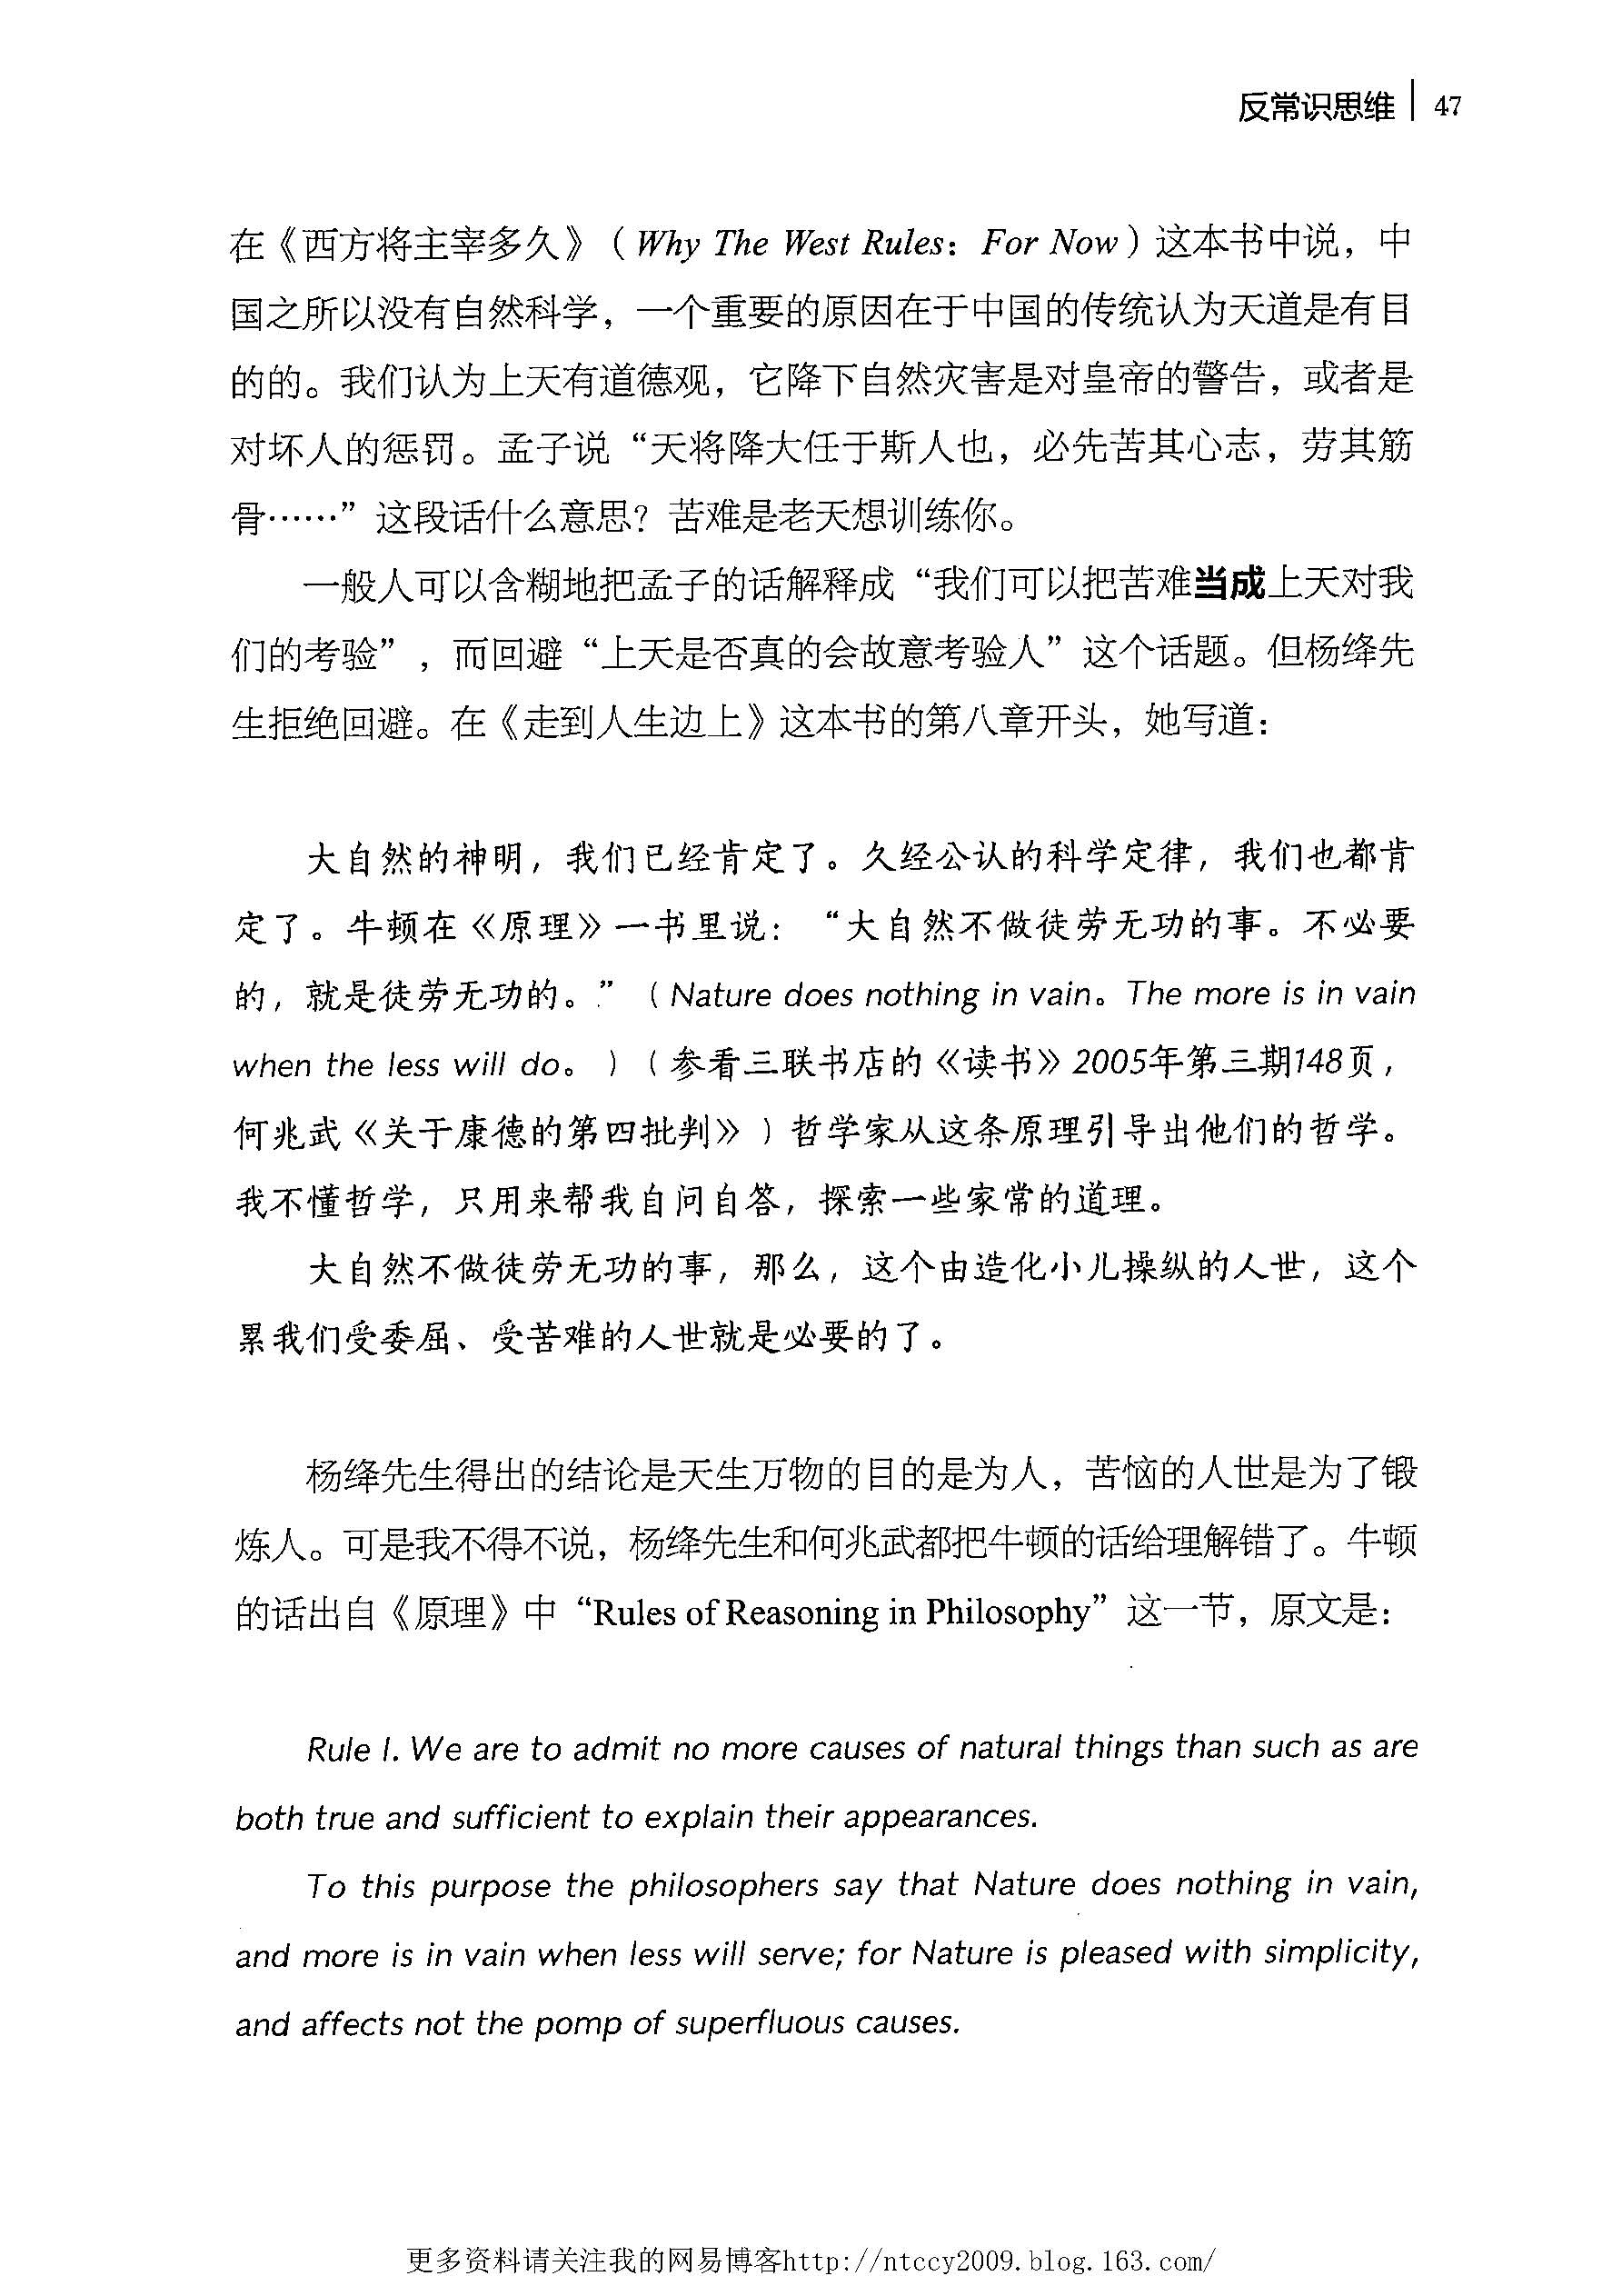 反常识思维 | 47
在《西方将主宰多久》（Why The West Rules：For Now）这本书中说，中
国之所以没有自然科学，一个重要的原因在于中国的传统认为天道是有目
的的。我们认为上天有道德观，它降下自然灾害是对皇帝的警告，或者是
对坏人的惩罚。孟子说“天将降大任于斯人也，必先苦其心志，劳其筋
骨……”这段话什么意思？苦难是老天想训练你。
一般人可以含糊地把孟子的话解释成“我们可以把苦难当成上天对我
们的考验”，而回避“上天是否真的会故意考验人”这个话题。但杨绛先
生拒绝回避。在《走到人生边上》这本书的第八章开头，她写道：
大自然的神明，我们已经肯定了。久经公认的科学定律，我们也都肯
定了。牛顿在《原理》一书里说：“大自然不做徒劳无功的事。不必要
的，就是徒劳无功的。”（Nature does nothing in vain。The more is in vain
when the less will do。）（参看三联书店的《读书》2005年第三期148页，
何兆武《关于康德的第四批判》）哲学家从这条原理引导出他们的哲学。
我不懂哲学，只用来帮我自问自答，探索一些家常的道理。
大自然不做徒劳无功的事，那么，这个由造化小儿操纵的人世，这个
累我们受委屈、受苦难的人世就是必要的了。
杨绛先生得出的结论是天生万物的目的是为人，苦恼的人世是为了锻
炼人。可是我不得不说，杨绛先生和何兆武都把牛顿的话给理解错了。牛顿
的话出自《原理》中“Rules of Reasoning in Philosophy”这一节，原文是：
Rule I. We are to admit no more causes of natural things than such as are
both true and sufficient to explain their appearances.
To this purpose the philosophers say that Nature does nothing in vain,
and more is in vain when less will serve; for Nature is pleased with simplicity,
and affects not the pomp of superfluous causes.
更多资料请关注我的网易博客http://ntccy2009.blog.163.com/